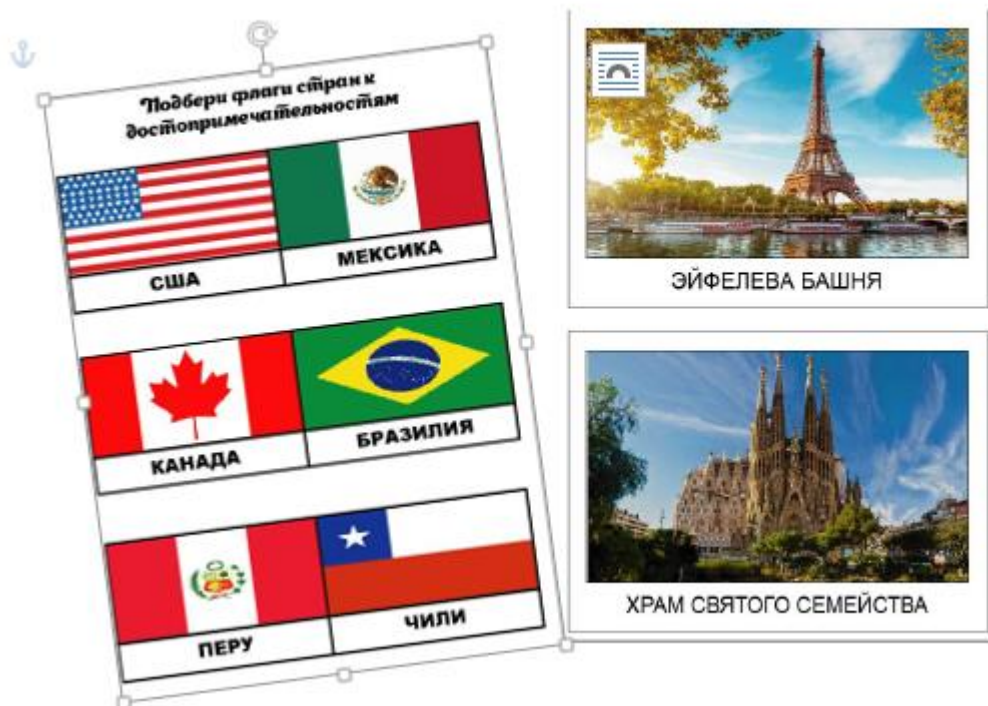 Подбери флаги стран к
достопримечательностям
США
МЕКСИКА
КАНАДА
БРАЗИЛИЯ
ПЕРУ
ЧИЛИ
ЭЙФЕЛЕВА БАШНЯ
ХРАМ СВЯТОГО СЕМЕЙСТВА